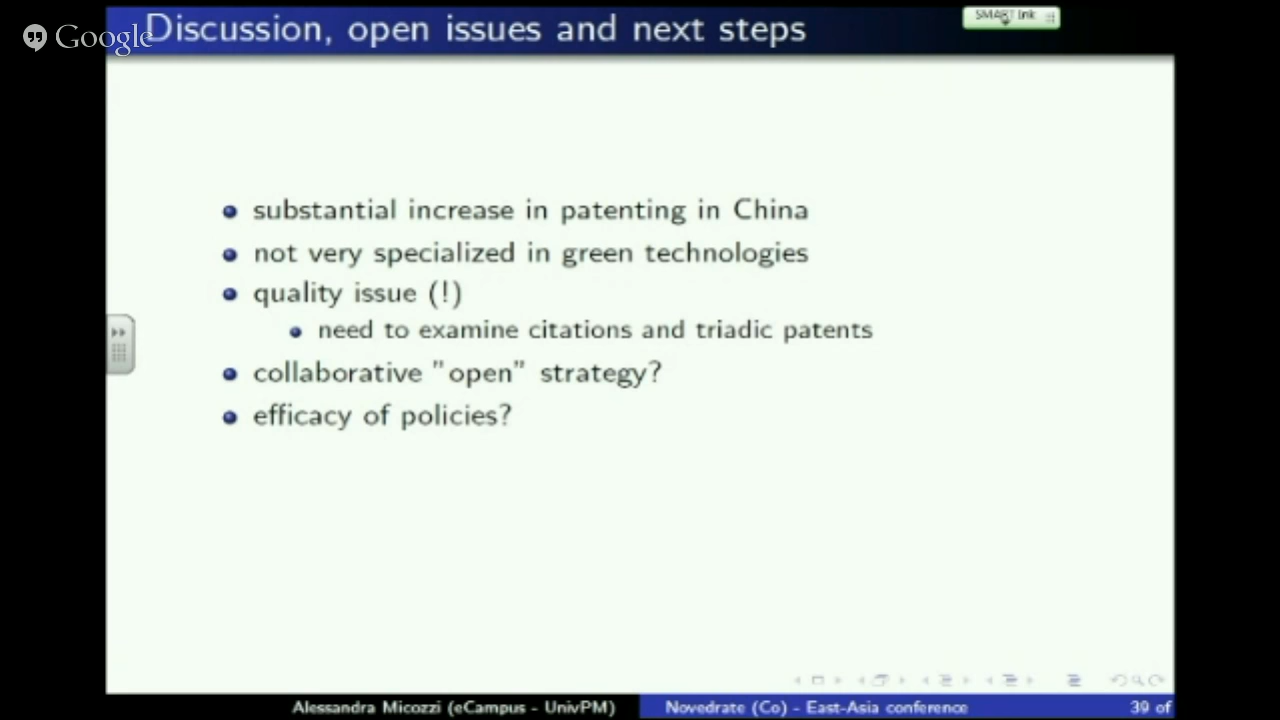 Google
Discussion, open issues and next steps
SMART Ink
substantial increase in patenting in China
not very specialized in green technologies
quality issue (!)
need to examine citations and triadic patents
collaborative "open" strategy?
efficacy of policies?
Alessandra Micozzi (eCampus - UnivPM)
Novedrate (Co) - East-Asia conference
39 of